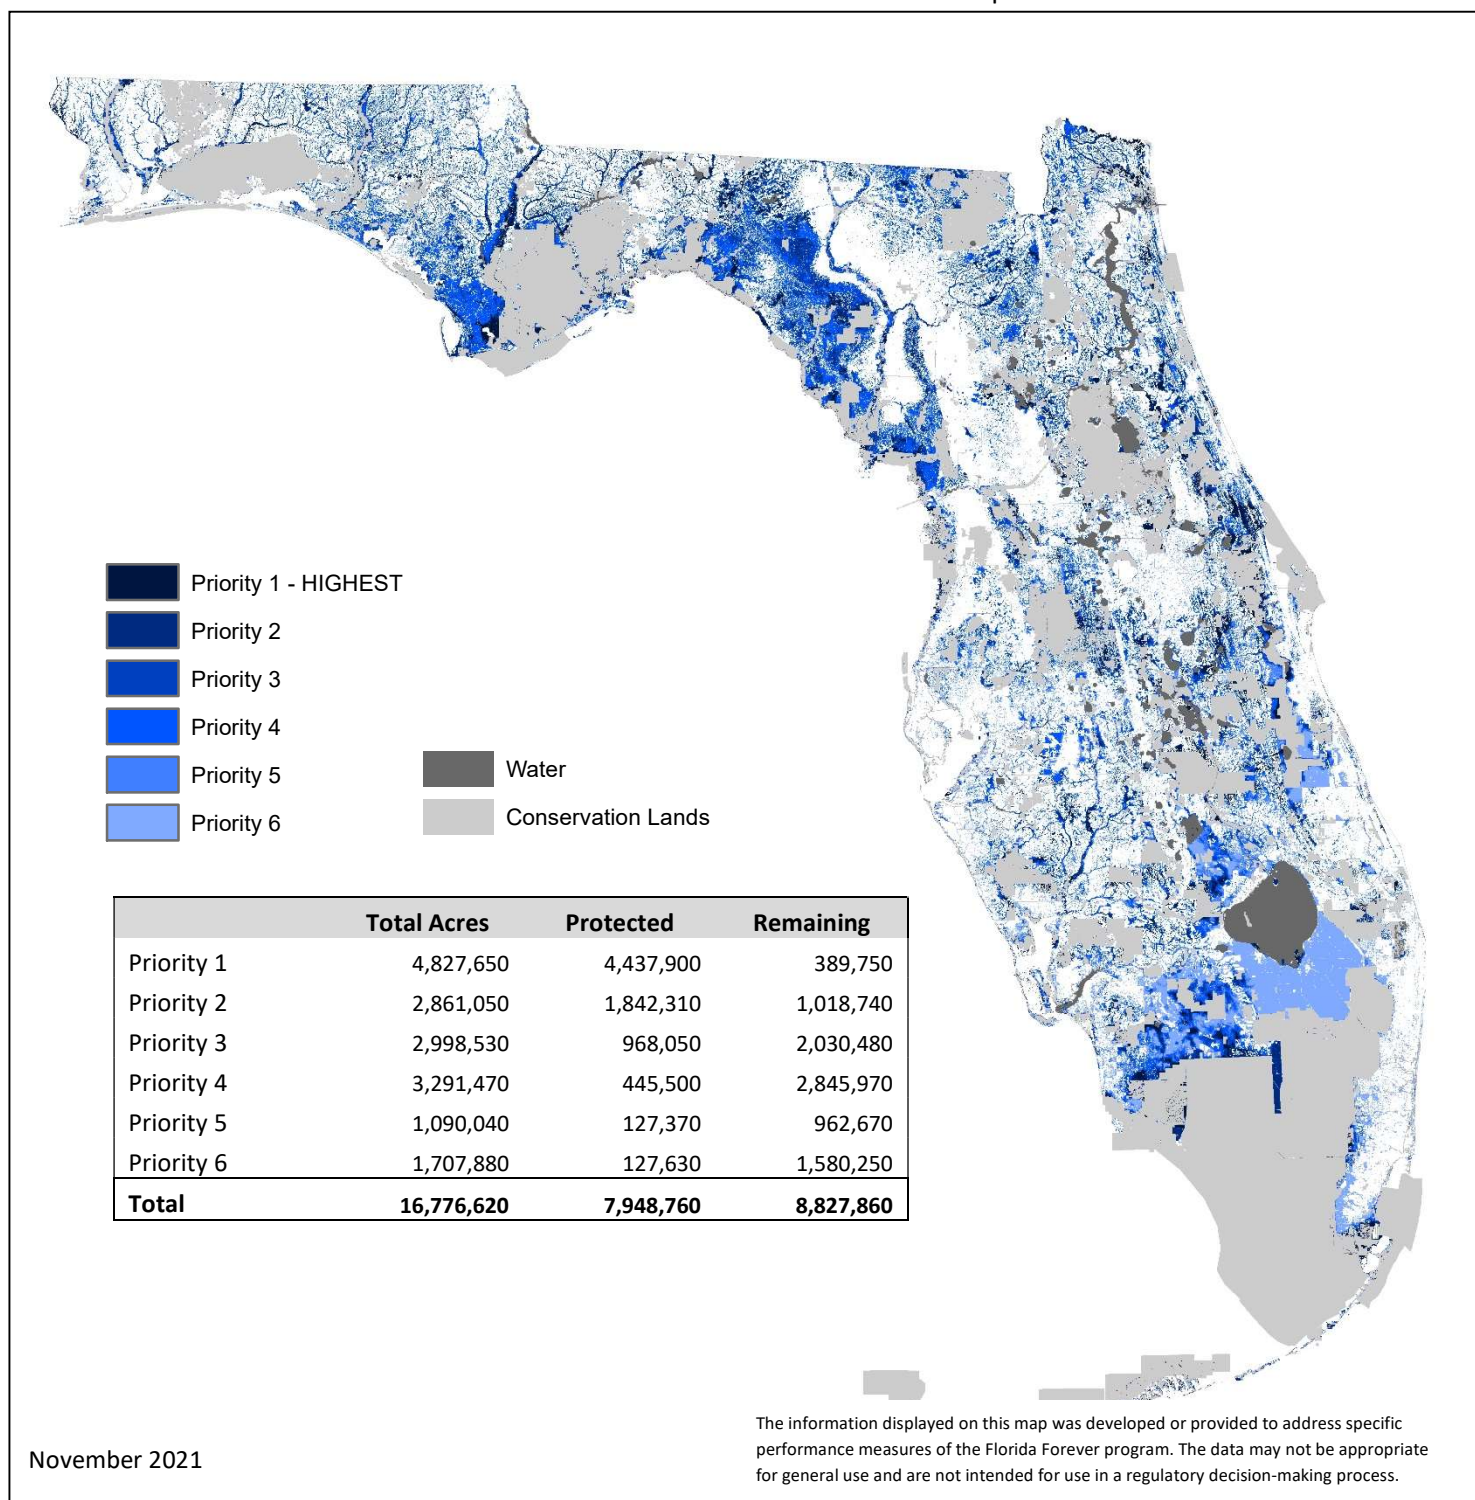 Priority 1 - HIGHEST
Priority 2
Priority 3
Priority 4
Priority 5
Priority 6
Water
Conservation Lands
Total Acres Protected Remaining
Priority 1 4,827,650 4,437,900 389,750
Priority 2 2,861,050 1,842,310 1,018,740
Priority 3 2,998,530 968,050 2,030,480
Priority 4 3,291,470 445,500 2,845,970
Priority 5 1,090,040 127,370 962,670
Priority 6 1,707,880 127,630 1,580,250
Total 16,776,620 7,948,760 8,827,860
The information displayed on this map was developed or provided to address specific
performance measures of the Florida Forever program. The data may not be appropriate
for general use and are not intended for use in a regulatory decision-making process.
November 2021